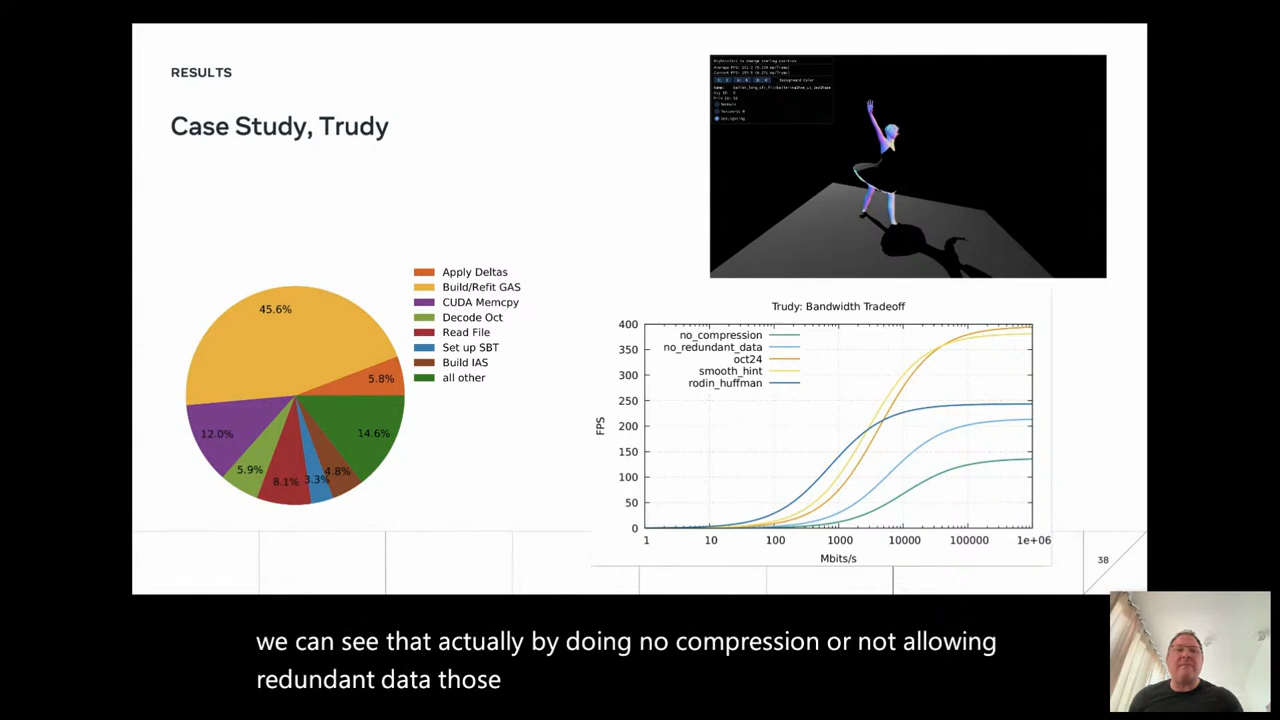 RESULTS
Case Study, Trudy
Apply Deltas
Build/Refit GAS
CUDA Memcpy
Decode Oct
Read File
Set up SBT
Build IAS
all other
45.6%
5.8%
12.0%
14.6%
5.9%
8.1%
3.3%
4.8%
Trudy: Bandwidth Tradeoff
no_compression
no_redundant_data
oct24
smooth_hint
rodin_huffman
400
350
300
250
200
150
100
50
0
FPS
1 10 100 1000 10000 100000 1e+06
Mbits/s
38
we can see that actually by doing no compression or not allowing
redundant data those